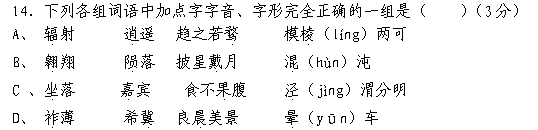 14．下列各组词语中加点字字音、字形完全正确的一组是（　　）（3分）
A、 辐射　　逍遥　趋之若鹜　　模棱（líng）两可
B、 翱翔　　陨落　披星戴月　　混（hùn）沌
C 、坐落　　嘉宾　食不果腹　　泾（jìng）渭分明
D、 祚薄　　希冀　良晨美景　　晕（yūn）车